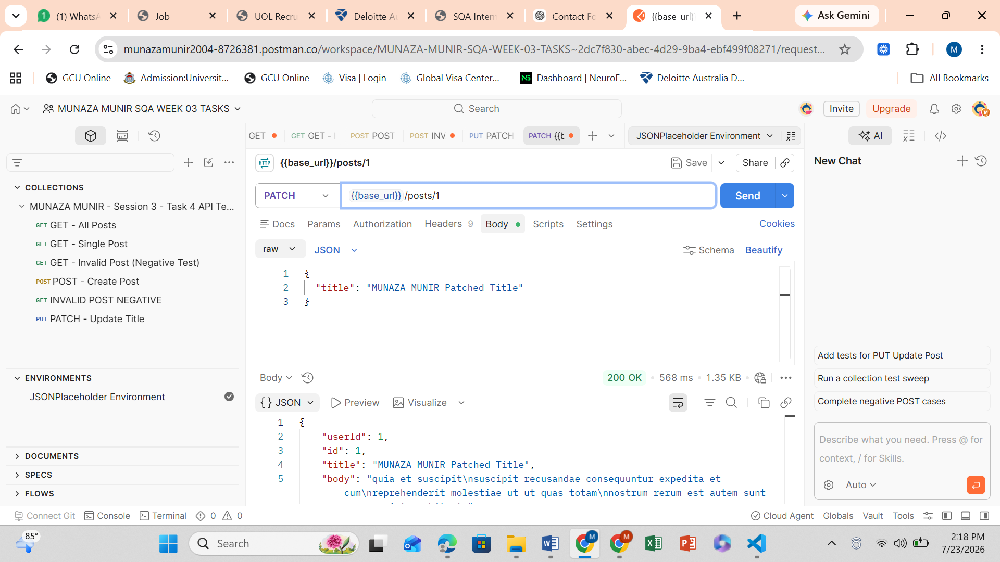 (1) WhatsA
Job
UOL Recru
Deloitte Au
SQA Intern
Contact Fo
{{base_url}}
Ask Gemini
munazamunir2004-8726381.postman.co/workspace/MUNAZA-MUNIR-SQA-WEEK-03-TASKS~2dc7f830-abec-4d29-9ba4-ebf499f08271/request...
M
GCU Online
Admission:Universit...
GCU Online
Visa | Login
Global Visa Center...
Dashboard | NeuroF...
Deloitte Australia D...
All Bookmarks
MUNAZA MUNIR SQA WEEK 03 TASKS
Search
Invite
Upgrade
GET
GET GET - 
POST POST
POST INV
PUT PATCH
PATCH {{b
JSONPlaceholder Environment
AI
{{base_url}}/posts/1
Save
Share
New Chat
COLLECTIONS
MUNAZA MUNIR - Session 3 - Task 4 API Te...
GET GET - All Posts
GET GET - Single Post
GET GET - Invalid Post (Negative Test)
POST POST - Create Post
GET INVALID POST NEGATIVE
PUT PATCH - Update Title
PATCH
{{base_url}} /posts/1
Send
Docs
Params
Authorization
Headers 9
Body
Scripts
Settings
Cookies
raw
JSON
Schema
Beautify
1 {
2 "title": "MUNAZA MUNIR-Patched Title"
3 }
ENVIRONMENTS
JSONPlaceholder Environment
DOCUMENTS
SPECS
FLOWS
Body
200 OK
568 ms
1.35 KB
{} JSON
Preview
Visualize
1 {
2 "userId": 1,
3 "id": 1,
4 "title": "MUNAZA MUNIR-Patched Title",
5 "body": "quia et suscipit\nsuscipit recusandae consequuntur expedita et
cum\nreprehenderit molestiae ut ut quas totam\nnostrum rerum est autem sunt
Add tests for PUT Update Post
Run a collection test sweep
Complete negative POST cases
Describe what you need. Press @ for
context, / for Skills.
Auto
Connect Git
Console
Terminal
0
0
Cloud Agent
Globals
Vault
Tools
85°
Search
2:18 PM
7/23/2026